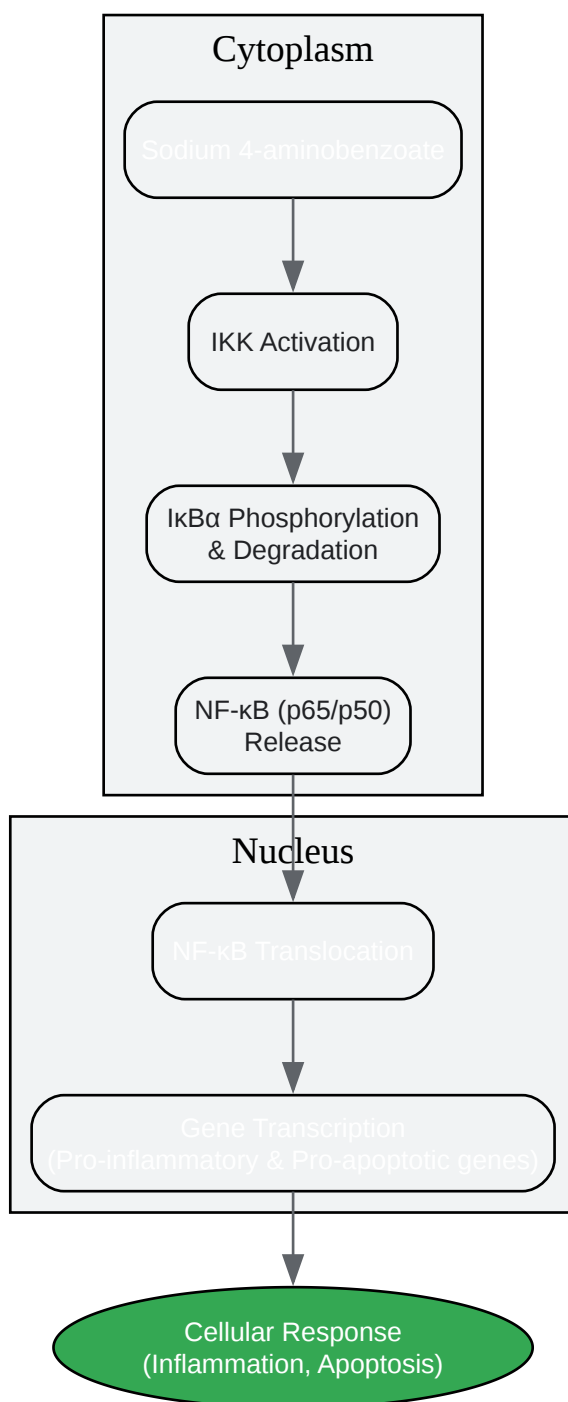 Cytoplasm
Sodium 4-aminobenzoate
IKK Activation
IκBα Phosphorylation
& Degradation
NF-κB (p65/p50)
Release
Nucleus
NF-κB Translocation
Gene Transcription
(Pro-inflammatory & Pro-apoptotic genes)
Cellular Response
(Inflammation, Apoptosis)